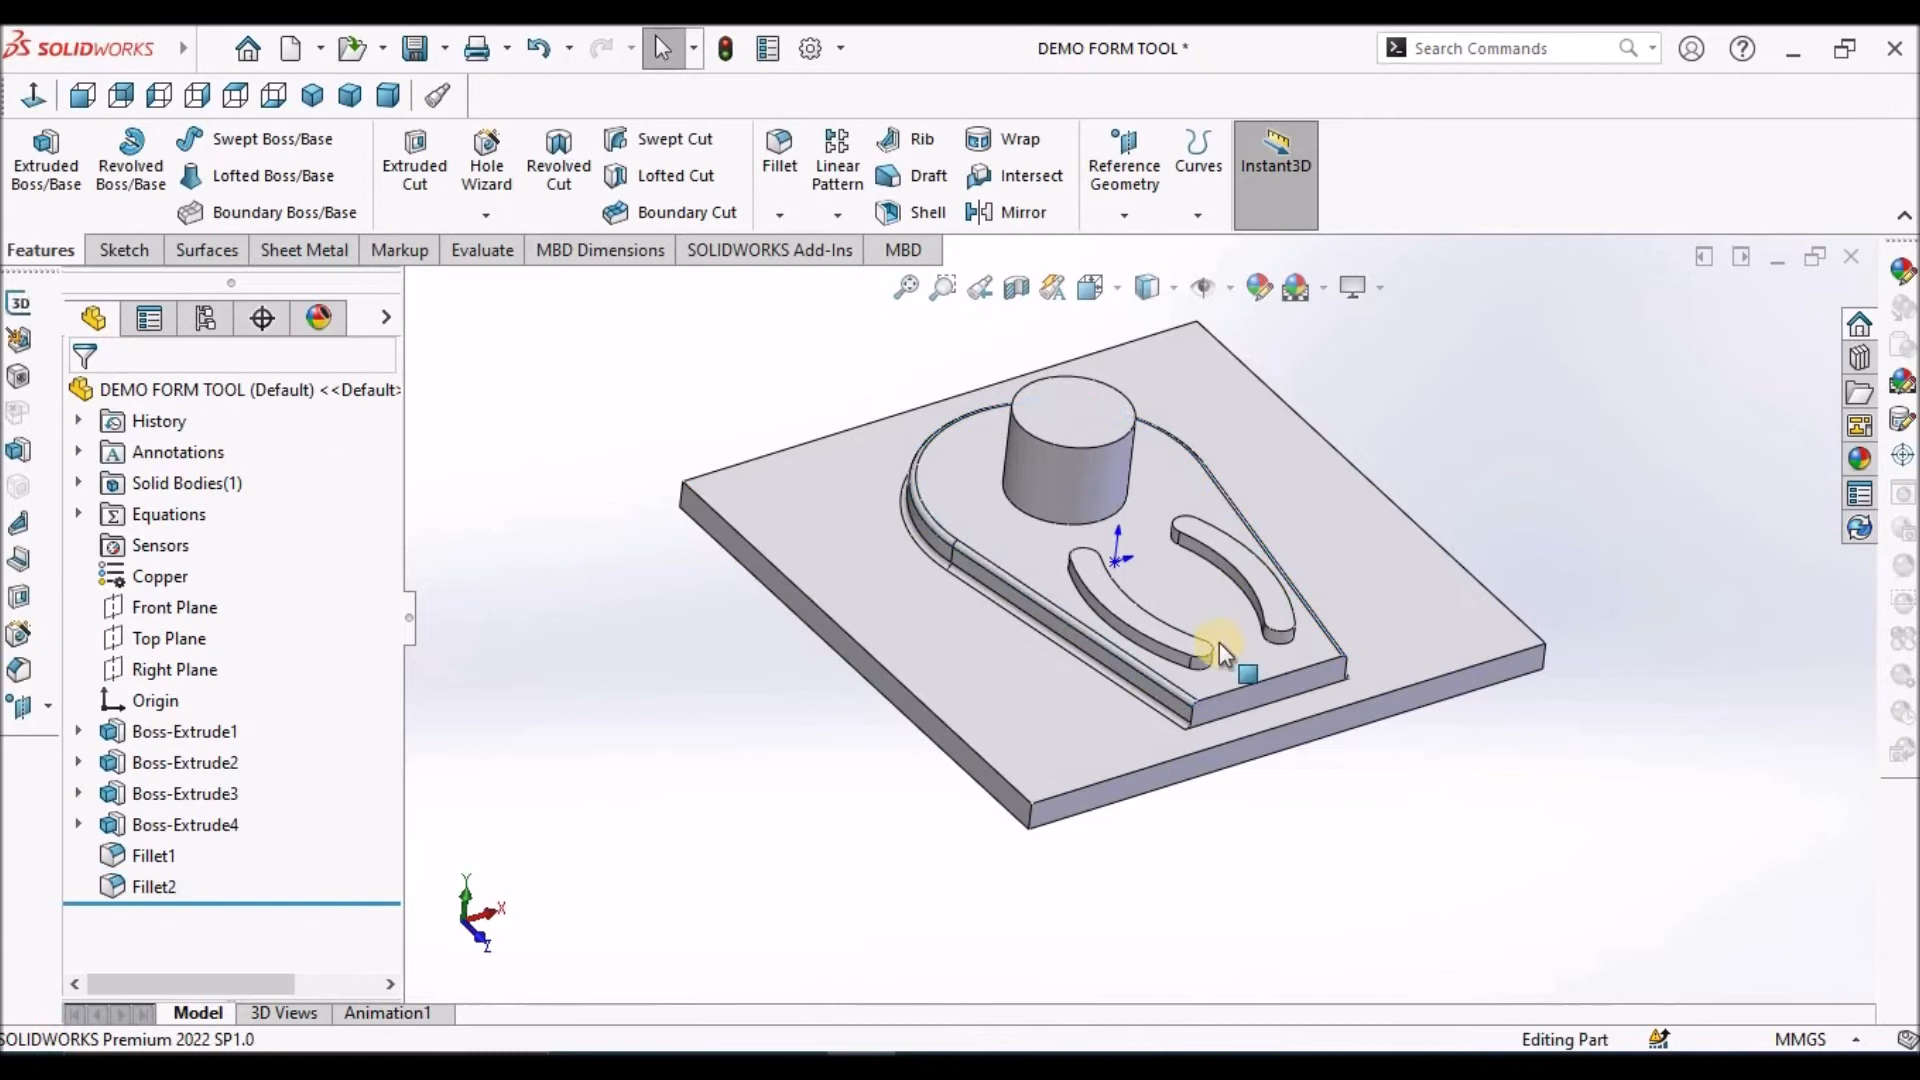 SOLIDWORKS
DEMO FORM TOOL *
Search Commands
Extruded Boss/Base
Revolved Boss/Base
Swept Boss/Base
Lofted Boss/Base
Boundary Boss/Base
Extruded Cut
Hole Wizard
Revolved Cut
Swept Cut
Lofted Cut
Boundary Cut
Fillet
Linear Pattern
Rib
Draft
Shell
Wrap
Intersect
Mirror
Reference Geometry
Curves
Instant3D
Features Sketch Surfaces Sheet Metal Markup Evaluate MBD Dimensions SOLIDWORKS Add-Ins MBD
3D
DEMO FORM TOOL (Default) <<Default>
History
Annotations
Solid Bodies(1)
Equations
Sensors
Copper
Front Plane
Top Plane
Right Plane
Origin
Boss-Extrude1
Boss-Extrude2
Boss-Extrude3
Boss-Extrude4
Fillet1
Fillet2
Y
X
Z
Model 3D Views Animation1
SOLIDWORKS Premium 2022 SP1.0 Editing Part MMGS